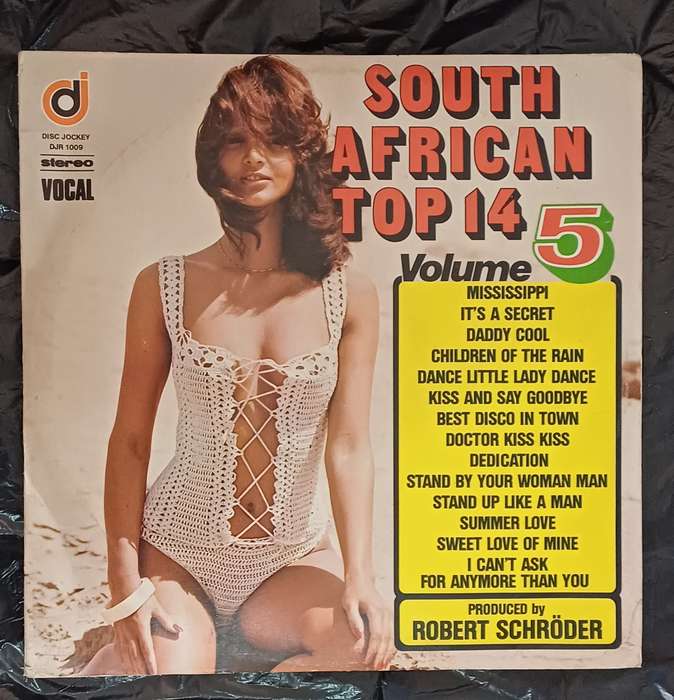 dj
DISC JOCKEY
DJR 1009
stereo
VOCAL
SOUTH
AFRICAN
TOP 14
Volume 5
MISSISSIPPI
IT'S A SECRET
DADDY COOL
CHILDREN OF THE RAIN
DANCE LITTLE LADY DANCE
KISS AND SAY GOODBYE
BEST DISCO IN TOWN
DOCTOR KISS KISS
DEDICATION
STAND BY YOUR WOMAN MAN
STAND UP LIKE A MAN
SUMMER LOVE
SWEET LOVE OF MINE
I CAN'T ASK
FOR ANYMORE THAN YOU
PRODUCED by
ROBERT SCHRÖDER